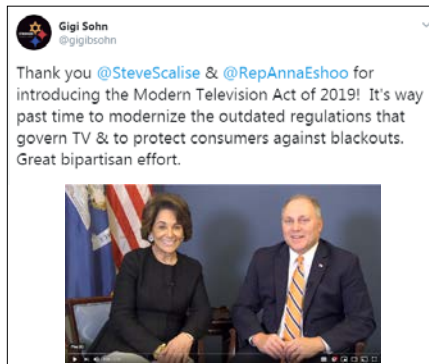 Gigi Sohn
@gigibsohn
Thank you @SteveScalise & @RepAnnaEshoo for
introducing the Modern Television Act of 2019!  It's way
past time to modernize the outdated regulations that
govern TV & to protect consumers against blackouts.
Great bipartisan effort.